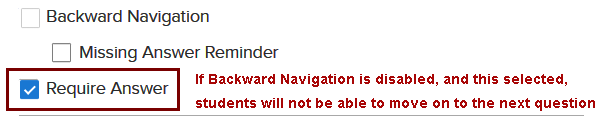 Backward Navigation
Missing Answer Reminder
Require Answer
If Backward Navigation is disabled, and this selected,
students will not be able to move on to the next question